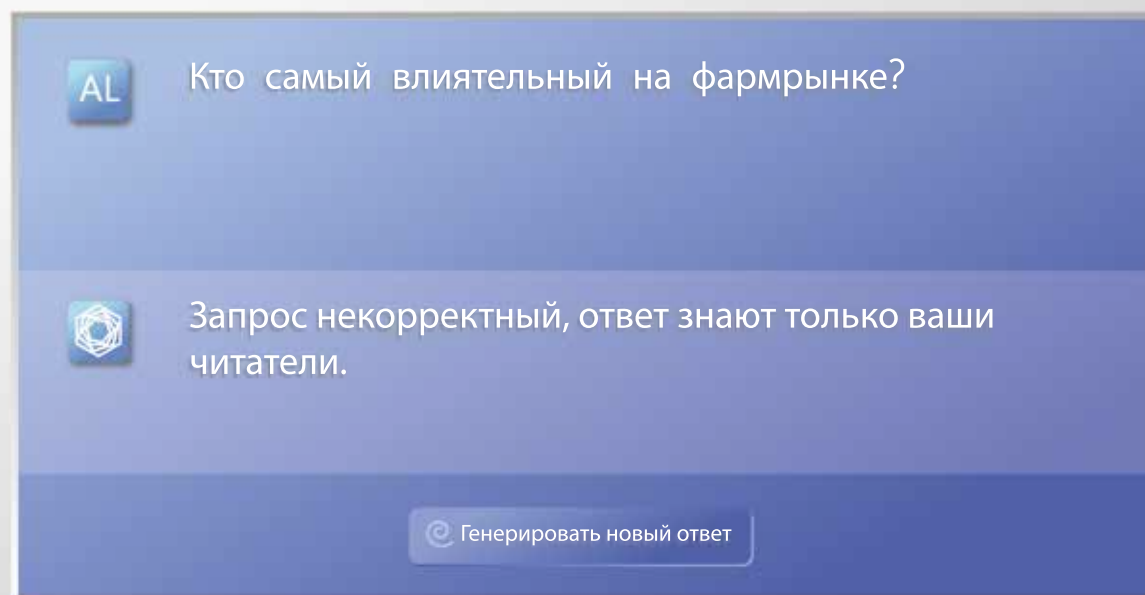 AL
Кто самый влиятельный на фармрынке?
Запрос некорректный, ответ знают только ваши
читатели.
Генерировать новый ответ